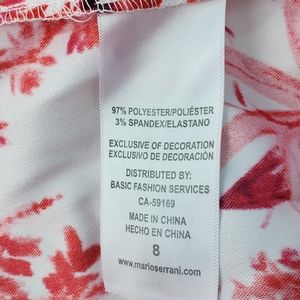 97% POLYESTER/POLIÉSTER
3% SPANDEX/ELASTANO
EXCLUSIVE OF DECORATION
EXCLUSIVO DE DECORACIÓN
DISTRIBUTED BY:
BASIC FASHION SERVICES
CA-59169
MADE IN CHINA
HECHO EN CHINA
8
www.marioserrani.com